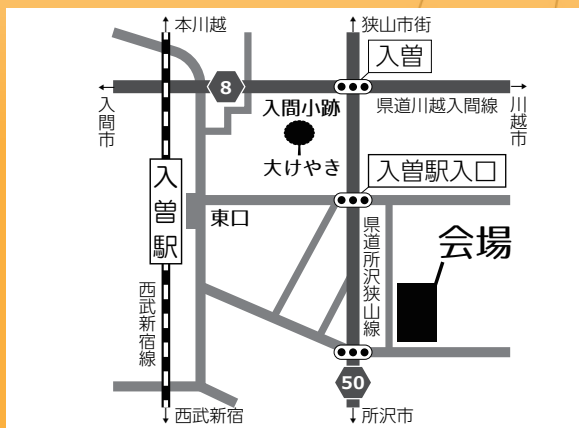 本川越
狭山市街
入曽
8
入間小跡
県道川越入間線
入間市
川越市
大けやき
入曽駅入口
入曽駅
東口
会場
県道所沢狭山線
西武新宿線
50
西武新宿
所沢市